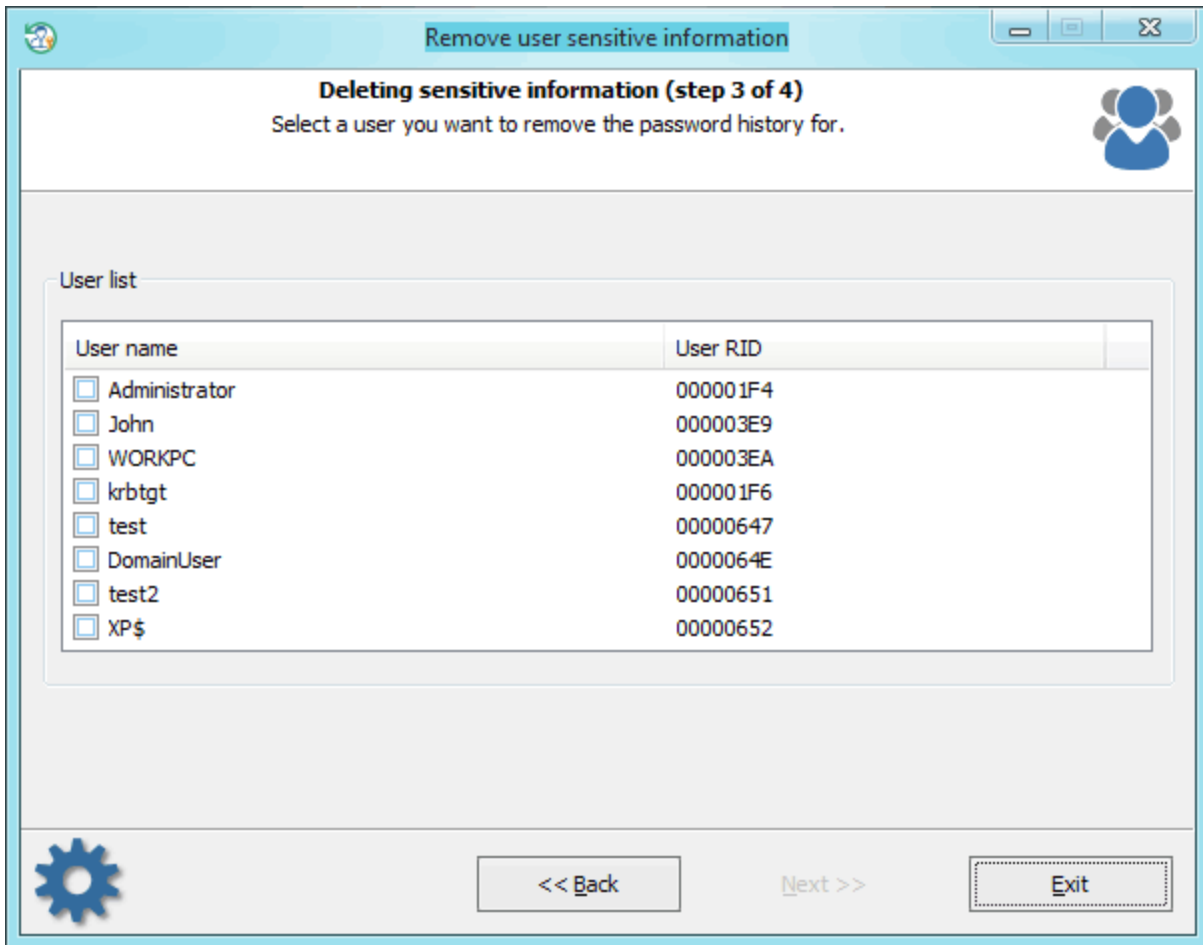 Remove user sensitive information
Deleting sensitive information (step 3 of 4)
Select a user you want to remove the password history for.
User list
User name User RID
Administrator 000001F4
John 000003E9
WORKPC 000003EA
krbtgt 000001F6
test 00000647
DomainUser 0000064E
test2 00000651
XP$ 00000652
<< Back Next >> Exit